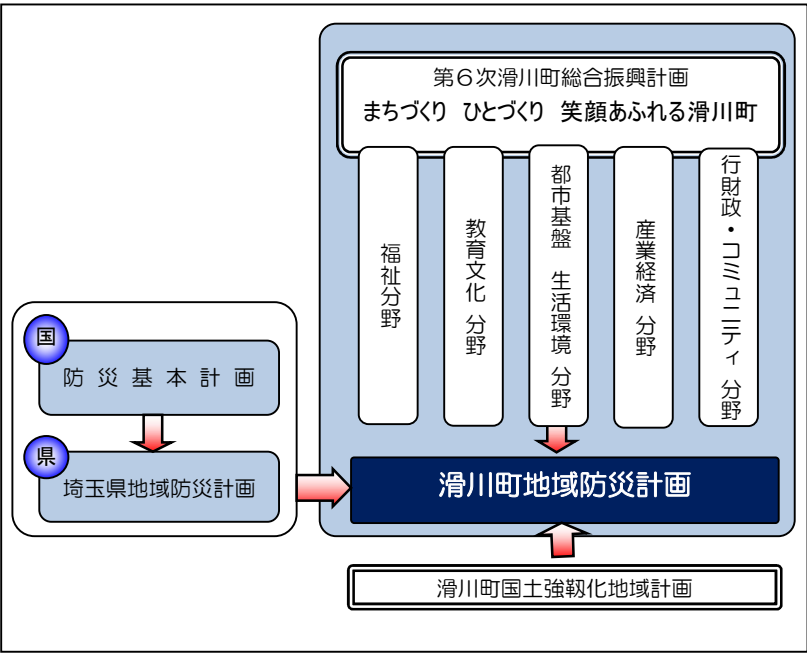 第6次滑川町総合振興計画
まちづくり ひとづくり 笑顔あふれる滑川町
福祉分野
教育文化 分野
都市基盤 生活環境 分野
産業経済 分野
行財政・コミュニティ 分野
国
防災基本計画
県
埼玉県地域防災計画
滑川町地域防災計画
滑川町国土強靱化地域計画